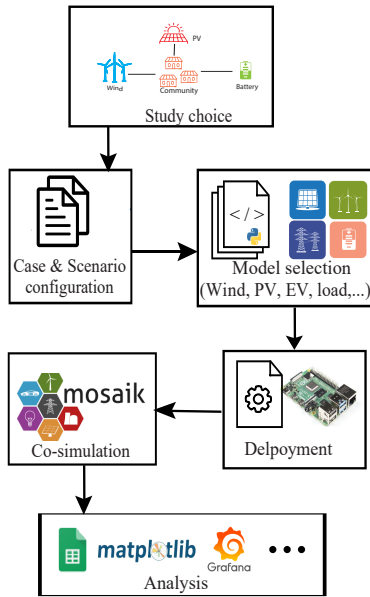 PV
Wind
Community
Battery
Study choice
Case & Scenario
configuration
</>
Model selection
(Wind, PV, EV, load,...)
Delpoyment
mosaik
Co-simulation
matplotlib
Grafana
Analysis